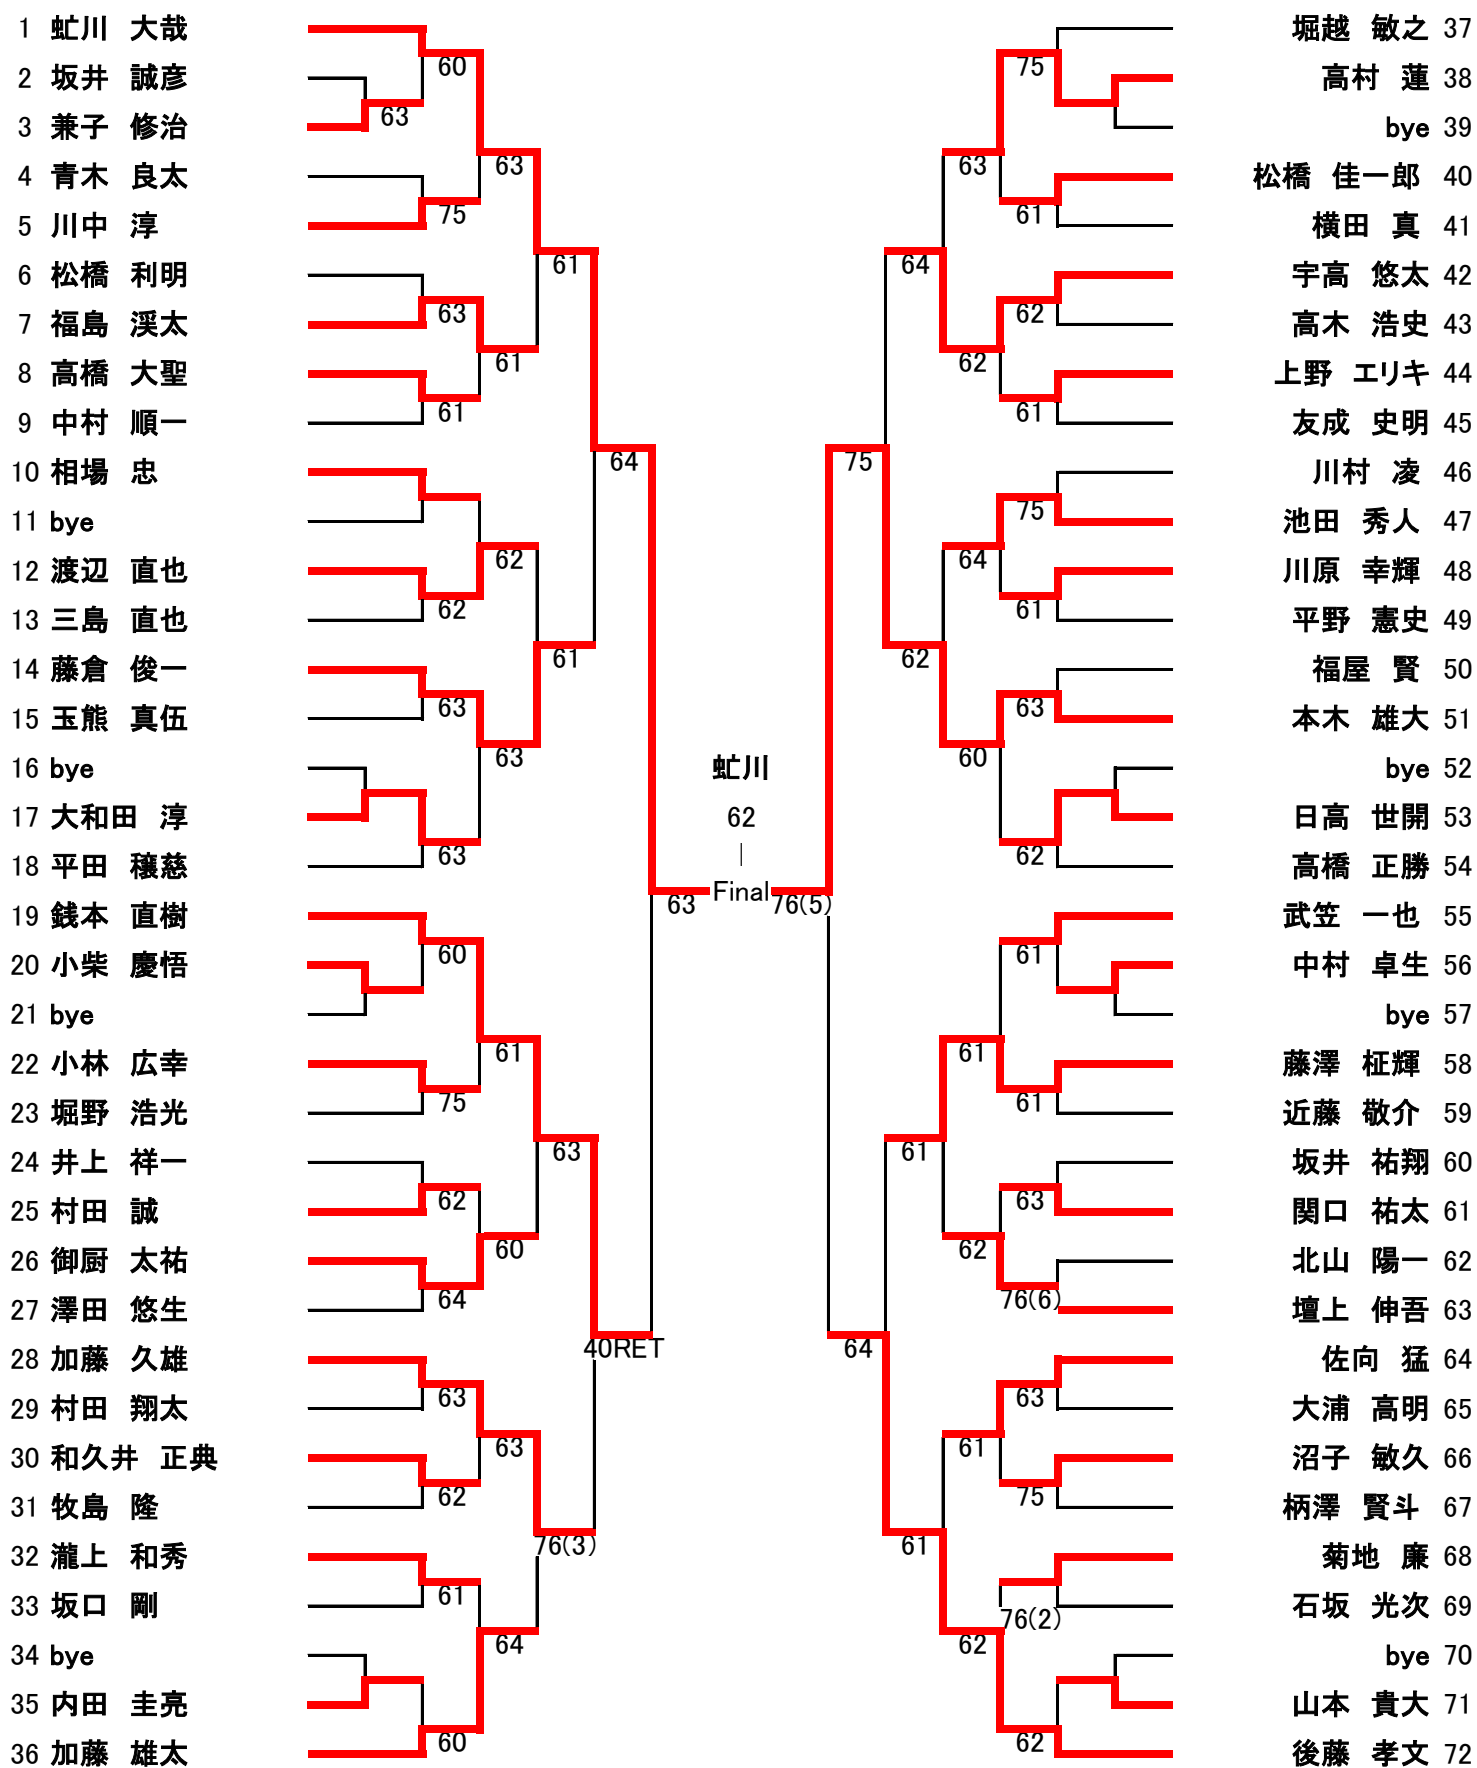 1 虻川 大哉
2 坂井 誠彦
3 兼子 修治
4 青木 良太
5 川中 淳
6 松橋 利明
7 福島 渓太
8 高橋 大聖
9 中村 順一
10 相場 忠
11 bye
12 渡辺 直也
13 三島 直也
14 藤倉 俊一
15 玉熊 真伍
16 bye
17 大和田 淳
18 平田 穣慈
19 銭本 直樹
20 小柴 慶悟
21 bye
22 小林 広幸
23 堀野 浩光
24 井上 祥一
25 村田 誠
26 御厨 太祐
27 澤田 悠生
28 加藤 久雄
29 村田 翔太
30 和久井 正典
31 牧島 隆
32 瀧上 和秀
33 坂口 剛
34 bye
35 内田 圭亮
36 加藤 雄太
63
60
75
63
61
62
63
63
60
75
62
64
63
62
61
60
63
61
62
63
61
60
63
64
61
61
63
76(3)
64
40RET
63
虻川
62
|
Final
76(5)
75
64
64
62
61
61
63
62
64
60
61
62
61
62
75
61
62
61
75
61
63
62
61
61
63
76(6)
63
75
76(2)
62
堀越 敏之 37
高村 蓮 38
bye 39
松橋 佳一郎 40
横田 真 41
宇高 悠太 42
高木 浩史 43
上野 エリキ 44
友成 史明 45
川村 凌 46
池田 秀人 47
川原 幸輝 48
平野 憲史 49
福屋 賢 50
本木 雄大 51
bye 52
日高 世開 53
高橋 正勝 54
武笠 一也 55
中村 卓生 56
bye 57
藤澤 柾輝 58
近藤 敬介 59
坂井 祐翔 60
関口 祐太 61
北山 陽一 62
壇上 伸吾 63
佐向 猛 64
大浦 高明 65
沼子 敏久 66
柄澤 賢斗 67
菊地 廉 68
石坂 光次 69
bye 70
山本 貴大 71
後藤 孝文 72